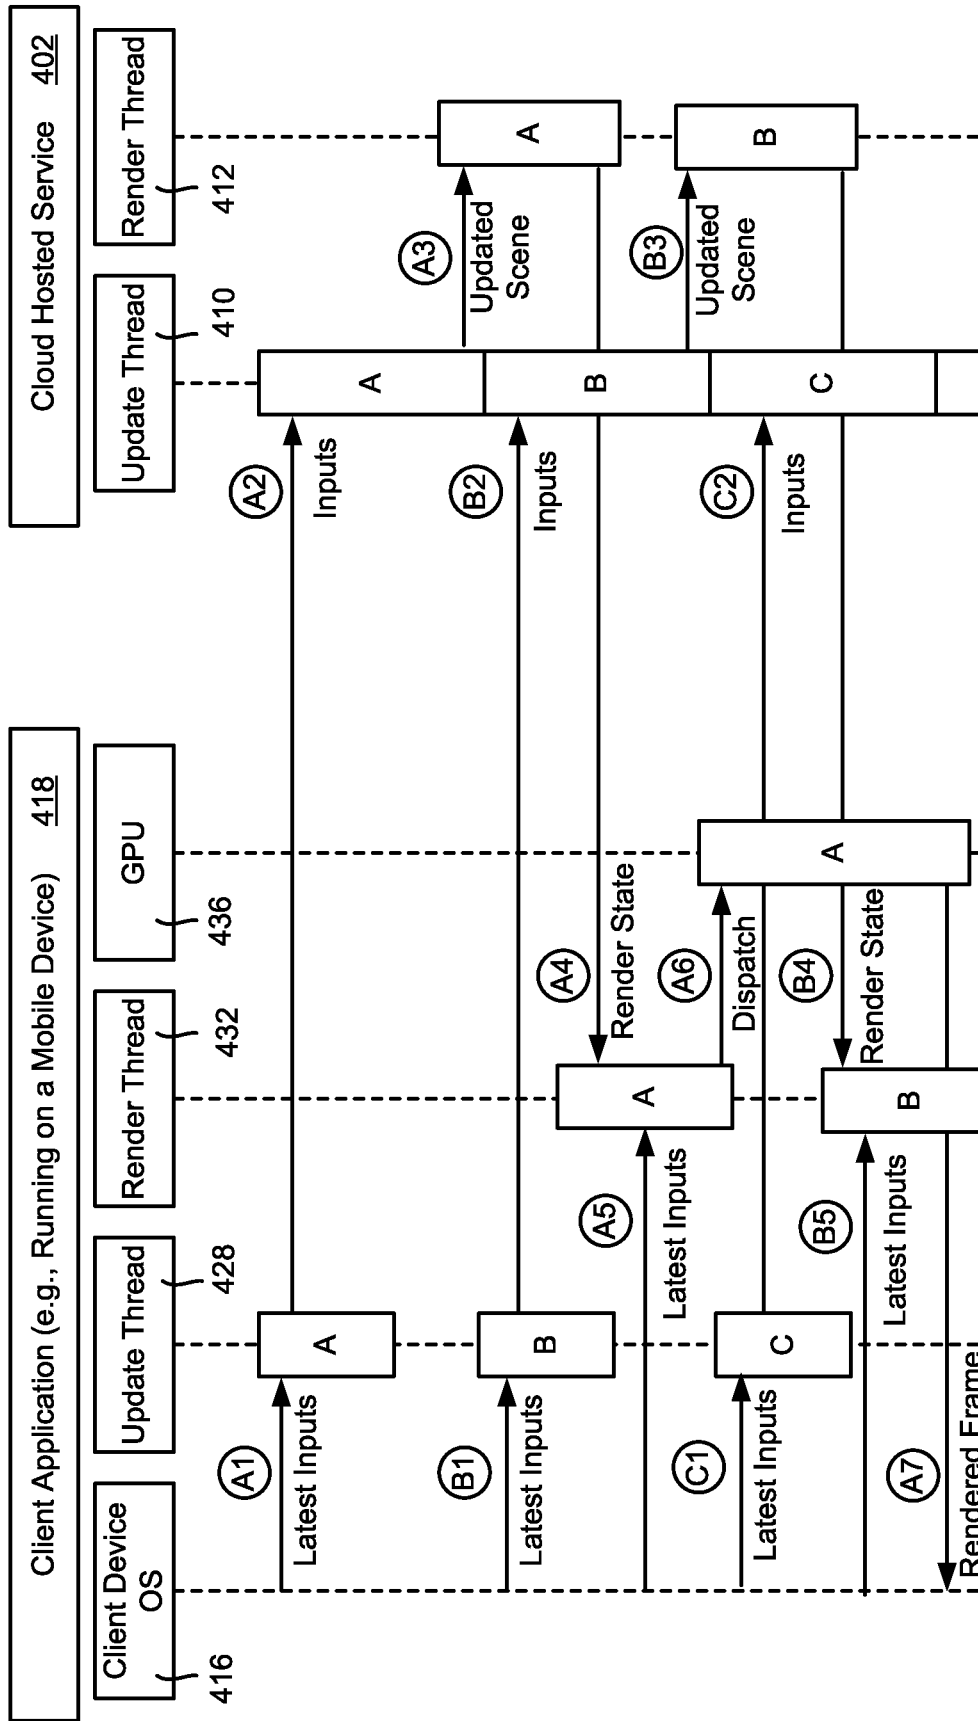 Client Application (e.g., Running on a Mobile Device) 418
Cloud Hosted Service 402
Client Device
OS
416
Update Thread
428
Render Thread
432
GPU
436
Update Thread
410
Render Thread
412
A1
Latest Inputs
A
A2
Inputs
A
A3
Updated
Scene
A
B1
Latest Inputs
B
B2
Inputs
B
A4
Render State
A5
Latest Inputs
A
A6
Dispatch
A
B3
Updated
Scene
B
C1
Latest Inputs
C
C2
Inputs
C
B4
Render State
B5
Latest Inputs
B
A7
Rendered Frame